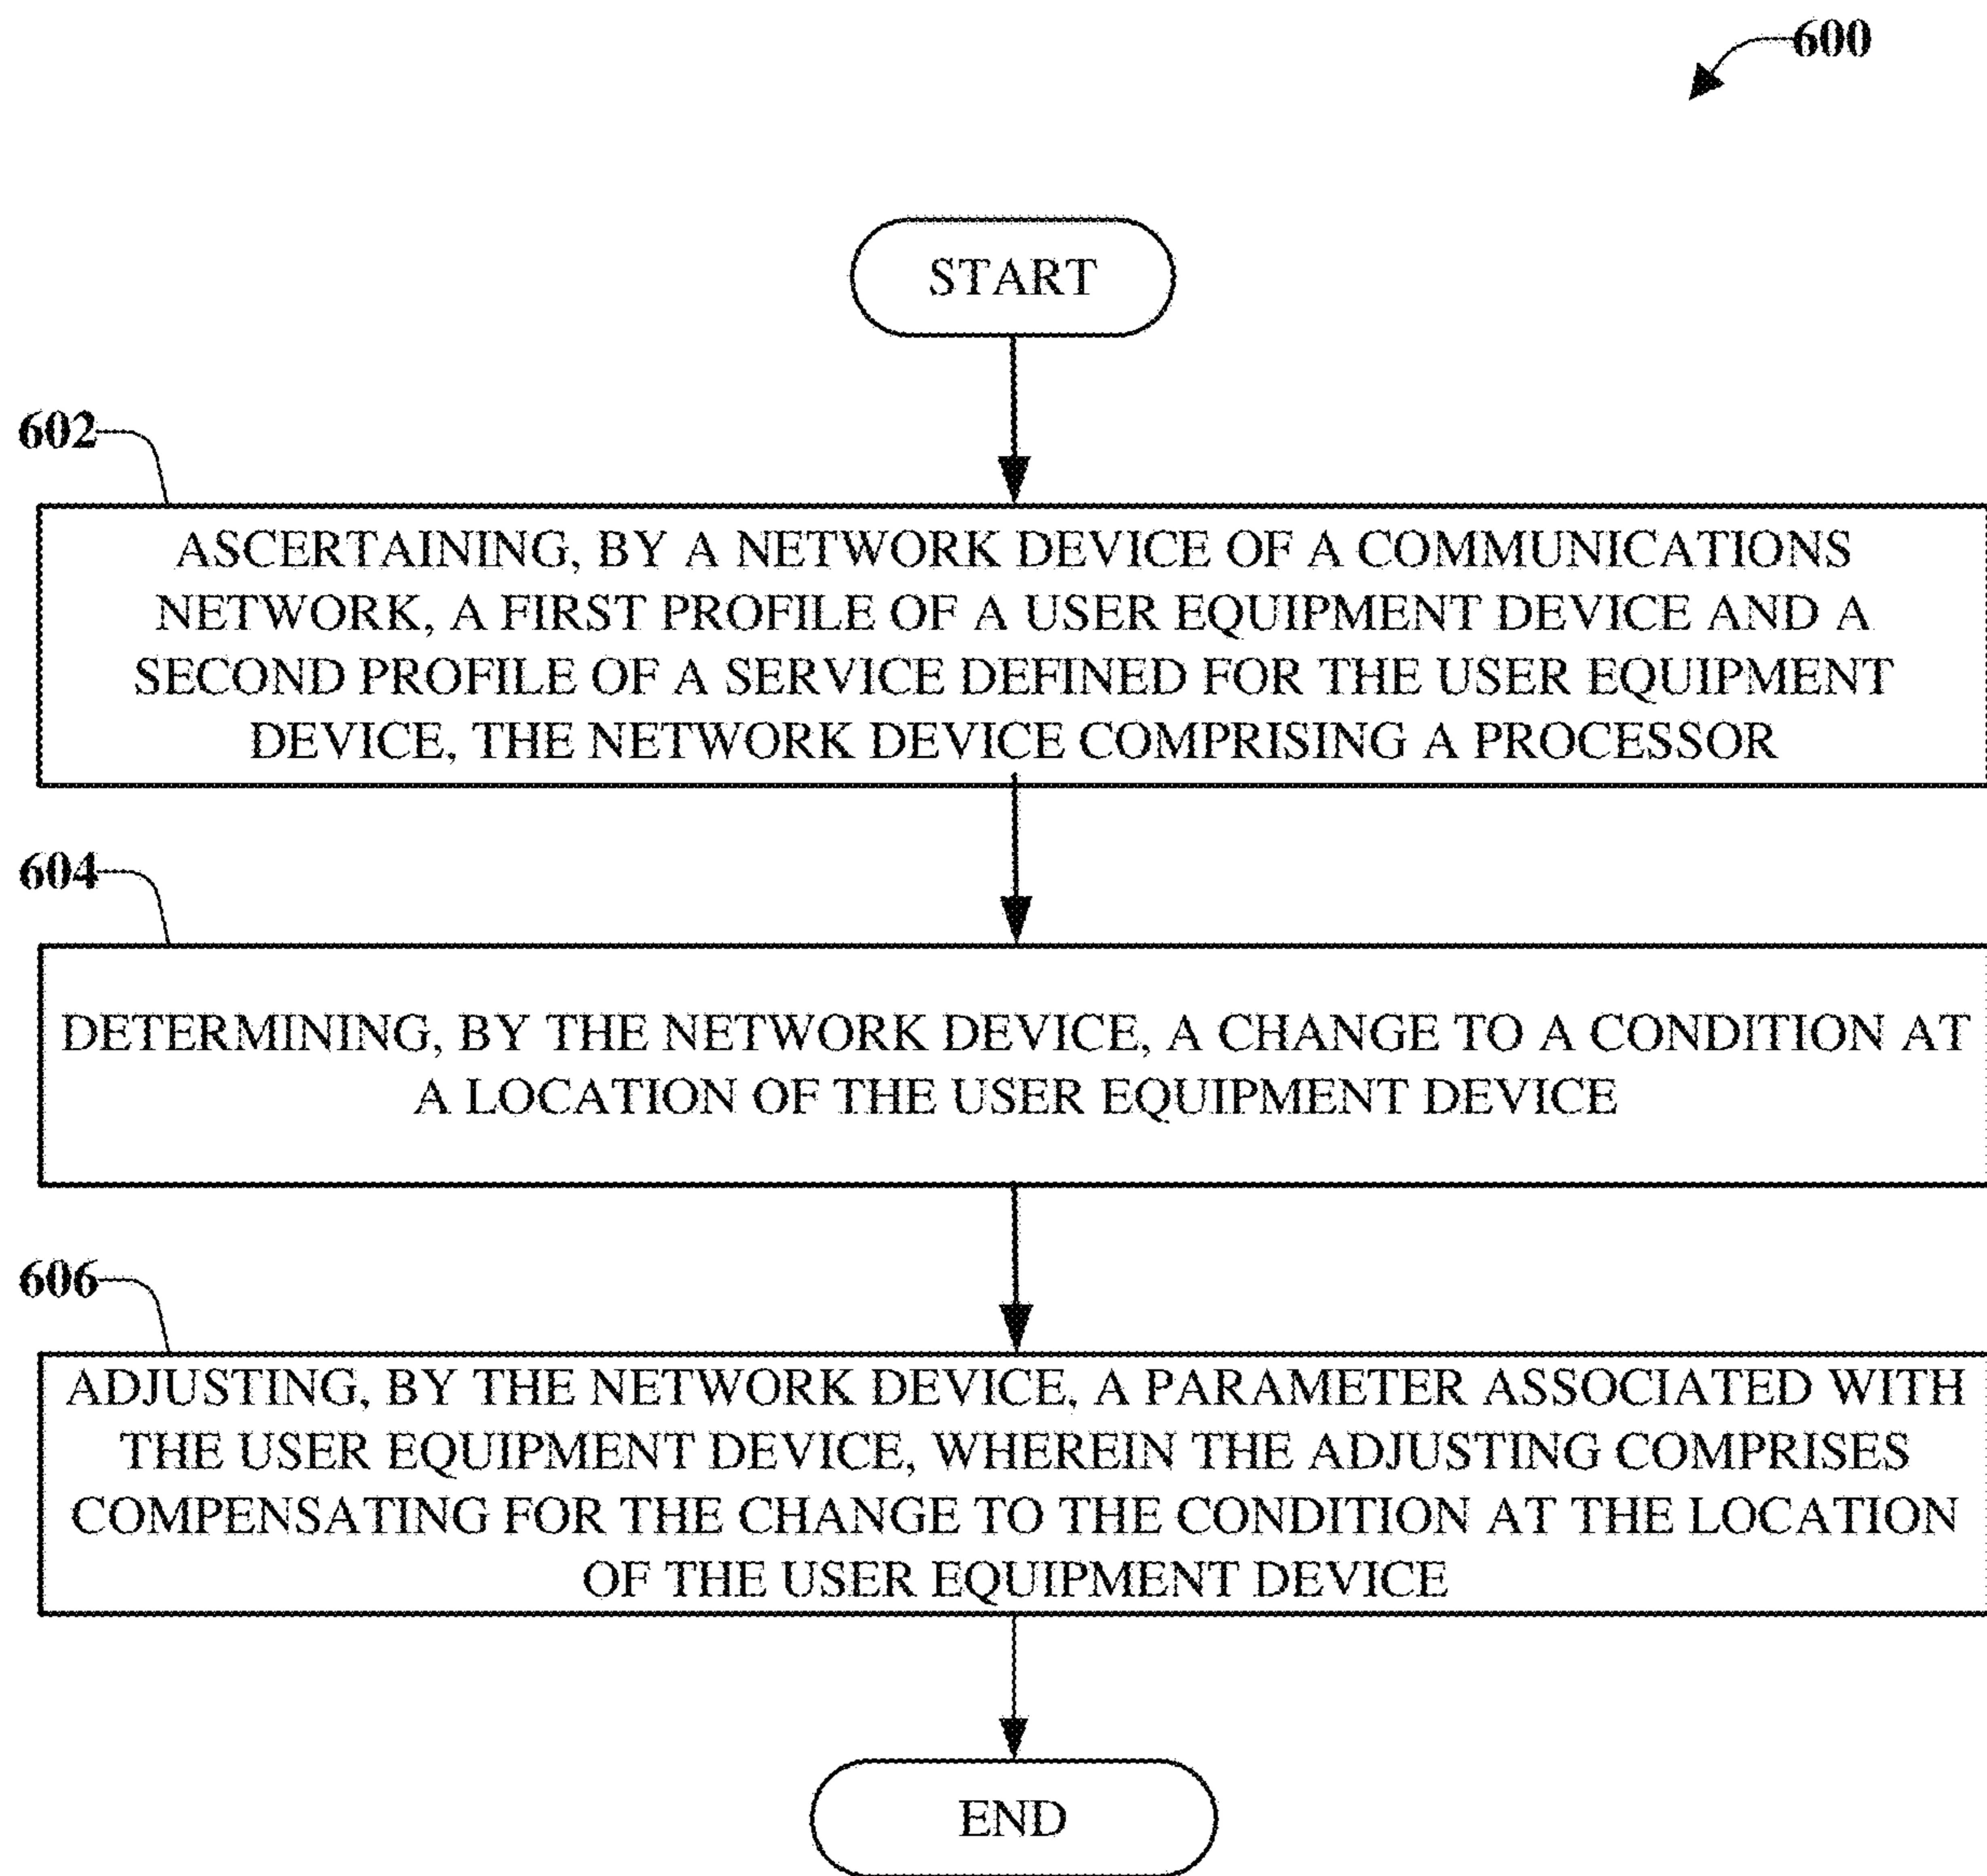 600
START
602
ASCERTAINING, BY A NETWORK DEVICE OF A COMMUNICATIONS
NETWORK, A FIRST PROFILE OF A USER EQUIPMENT DEVICE AND A
SECOND PROFILE OF A SERVICE DEFINED FOR THE USER EQUIPMENT
DEVICE, THE NETWORK DEVICE COMPRISING A PROCESSOR
604
DETERMINING, BY THE NETWORK DEVICE, A CHANGE TO A CONDITION AT
A LOCATION OF THE USER EQUIPMENT DEVICE
606
ADJUSTING, BY THE NETWORK DEVICE, A PARAMETER ASSOCIATED WITH
THE USER EQUIPMENT DEVICE, WHEREIN THE ADJUSTING COMPRISES
COMPENSATING FOR THE CHANGE TO THE CONDITION AT THE LOCATION
OF THE USER EQUIPMENT DEVICE
END